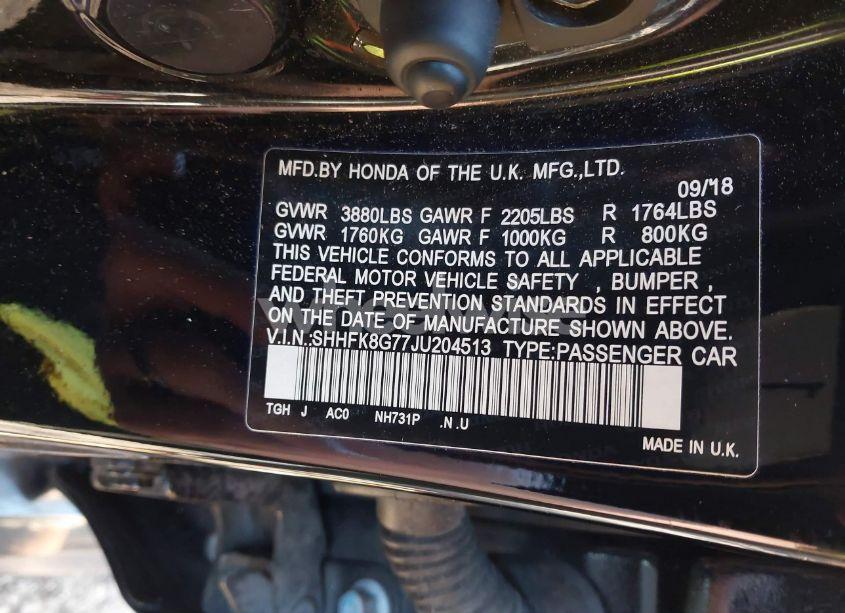 MFD.BY HONDA OF THE U.K. MFG.,LTD.
09/'18
GVWR 3880LBS GAWR F 2205LBS R 1764LBS
GVWR 1760KG GAWR F 1000KG R 800KG
THIS VEHICLE CONFORMS TO ALL APPLICABLE
FEDERAL MOTOR VEHICLE SAFETY , BUMPER ,
AND THEFT PREVENTION STANDARDS IN EFFECT
ON THE DATE OF MANUFACTURE SHOWN ABOVE.
V.I.N:SHHFK8G77JU204513 TYPE:PASSENGER CAR
TGH J AC0 NH731P .N .U
MADE IN U.K.